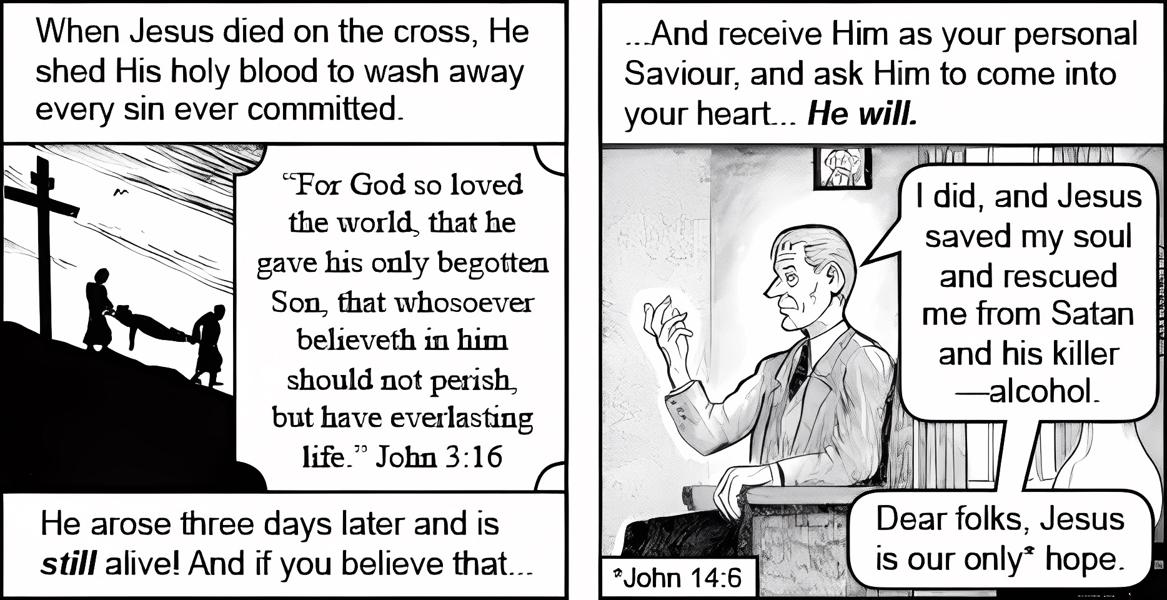 When Jesus died on the cross, He
shed His holy blood to wash away
every sin ever committed.
“For God so loved
the world, that he
gave his only begotten
Son, that whosoever
believeth in him
should not perish,
but have everlasting
life.” John 3:16
He arose three days later and is
still alive! And if you believe that...
...And receive Him as your personal
Saviour, and ask Him to come into
your heart... He will.
I did, and Jesus
saved my soul
and rescued
me from Satan
and his killer
—alcohol.
Dear folks, Jesus
is our only* hope.
*John 14:6